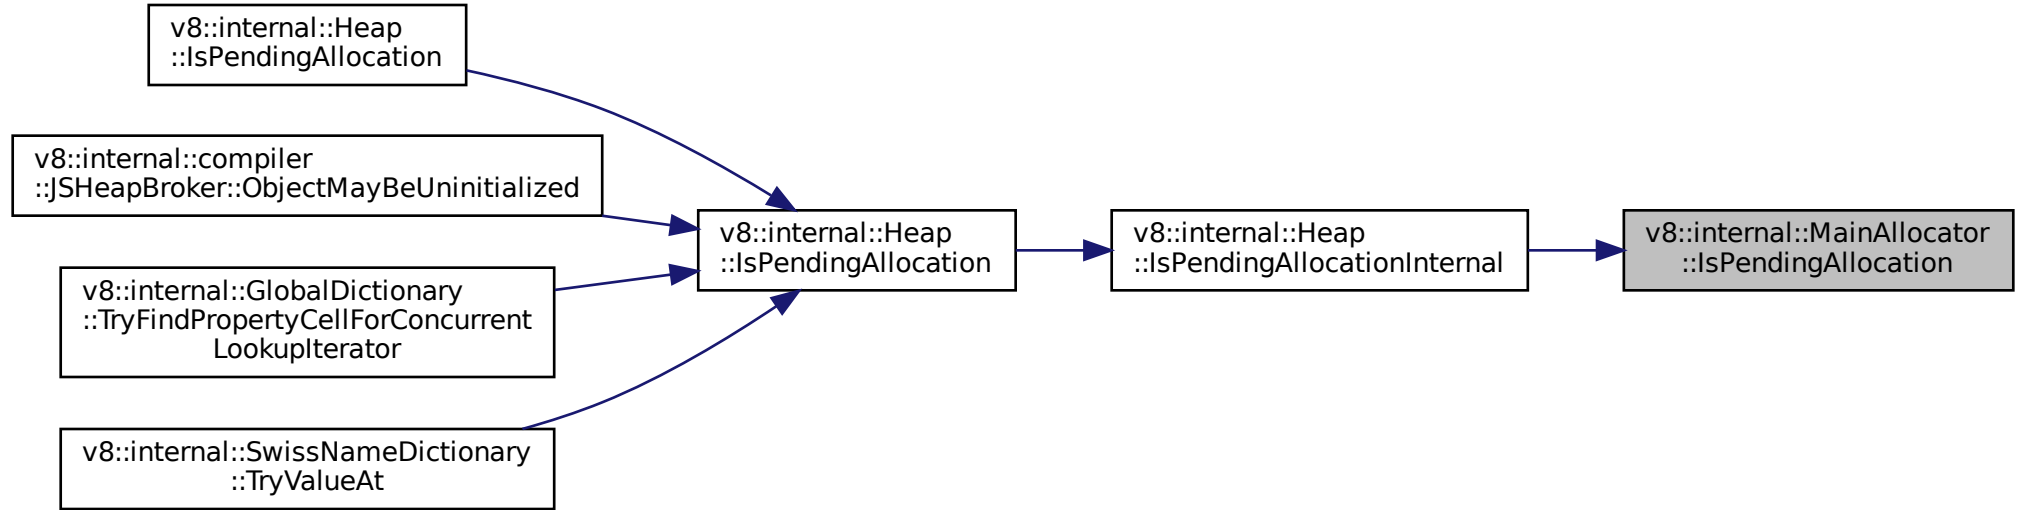 v8::internal::Heap
::IsPendingAllocation
v8::internal::compiler
::JSHeapBroker::ObjectMayBeUninitialized
v8::internal::GlobalDictionary
::TryFindPropertyCellForConcurrent
LookupIterator
v8::internal::SwissNameDictionary
::TryValueAt
v8::internal::Heap
::IsPendingAllocation
v8::internal::Heap
::IsPendingAllocationInternal
v8::internal::MainAllocator
::IsPendingAllocation